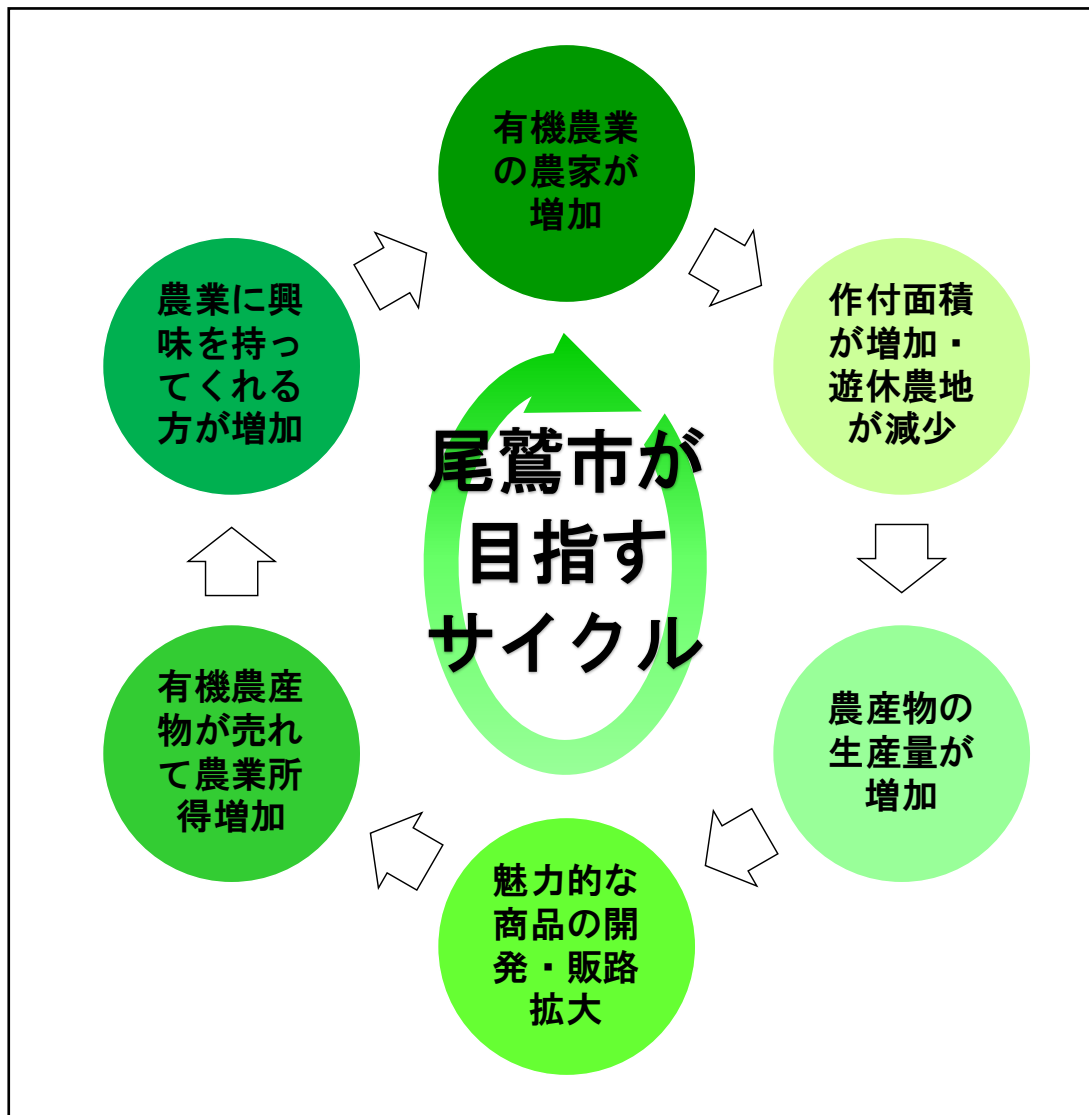 有機農業
の農家が
増加
作付面積
が増加・
遊休農地
が減少
農産物の
生産量が
増加
魅力的な
商品の開
発・販路
拡大
有機農産
物が売れ
て農業所
得増加
農業に興
味を持っ
てくれる
方が増加
尾鷲市が
目指す
サイクル